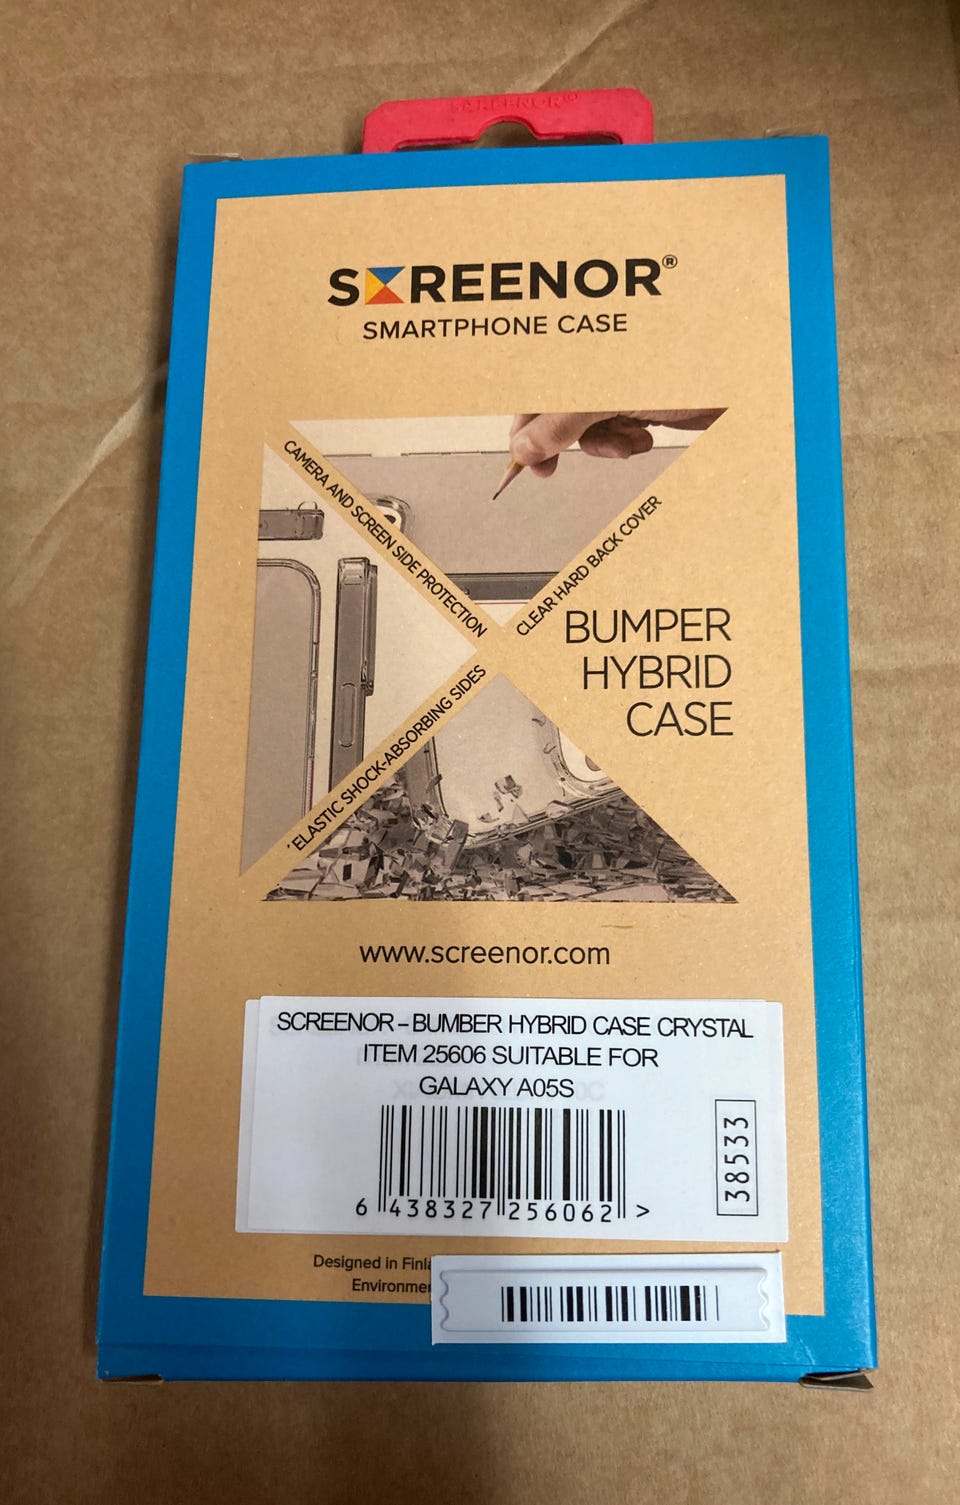 SCREENOR®
SCREENOR®
SMARTPHONE CASE
CAMERA AND SCREEN SIDE PROTECTION
CLEAR HARD BACK COVER
BUMPER
HYBRID
CASE
ELASTIC SHOCK-ABSORBING SIDES
www.screenor.com
SCREENOR – BUMBER HYBRID CASE CRYSTAL
ITEM 25606 SUITABLE FOR
GALAXY A05S
6 438327 256062 >
38533
Designed in